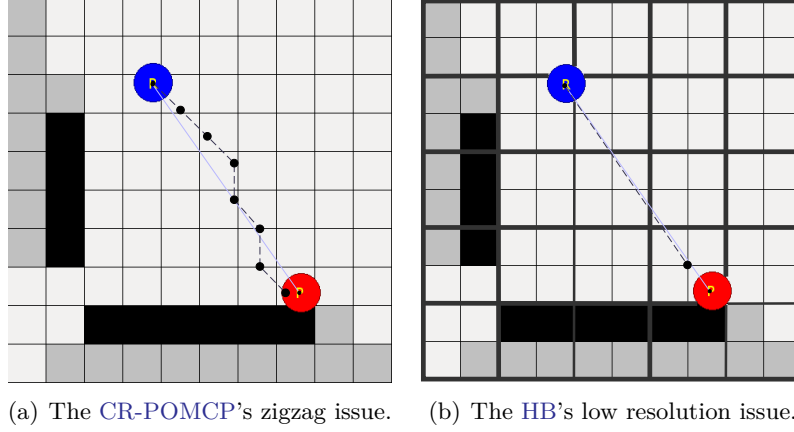 (a) The CR-POMCP's zigzag issue.
(b) The HB's low resolution issue.